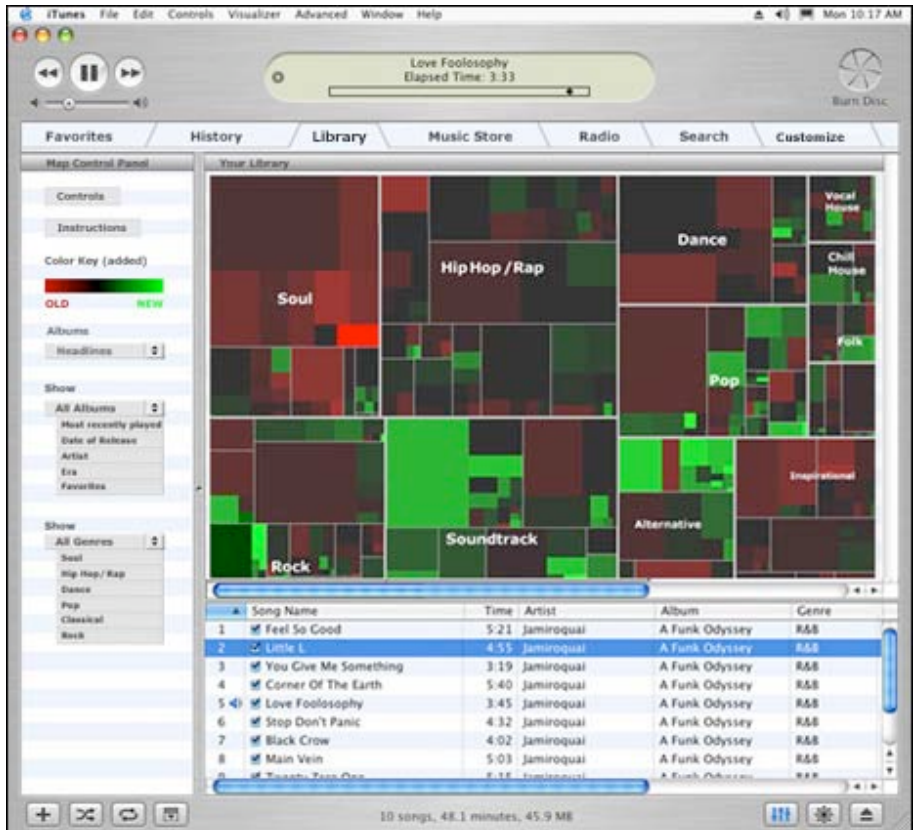 iTunes File Edit Controls Visualizer Advanced Window Help Mon 10:17 AM
Love Foolosophy
Elapsed Time: 3:33
Burn Disc
Favorites History Library Music Store Radio Search Customize
Map Control Panel
Your Library
Controls
Instructions
Color Key (added)
OLD NEW
Albums
Headlines
Show
All Albums
Most recently played
Date of Release
Artist
Era
Favorites
Show
All Genres
Soul
Hip Hop/Rap
Dance
Pop
Classical
Rock
Soul
Hip Hop / Rap
Dance
Vocal
House
Chill
House
Folk
Pop
Rock
Soundtrack
Alternative
Inspirational
Song Name Time Artist Album Genre
1 Feel So Good 5:21 Jamiroquai A Funk Odyssey R&B
2 Little L 4:55 Jamiroquai A Funk Odyssey R&B
3 You Give Me Something 3:19 Jamiroquai A Funk Odyssey R&B
4 Corner Of The Earth 5:40 Jamiroquai A Funk Odyssey R&B
5 Love Foolosophy 3:45 Jamiroquai A Funk Odyssey R&B
6 Stop Don't Panic 4:32 Jamiroquai A Funk Odyssey R&B
7 Black Crow 4:02 Jamiroquai A Funk Odyssey R&B
8 Main Vein 5:03 Jamiroquai A Funk Odyssey R&B
10 songs, 48.1 minutes, 45.9 MB